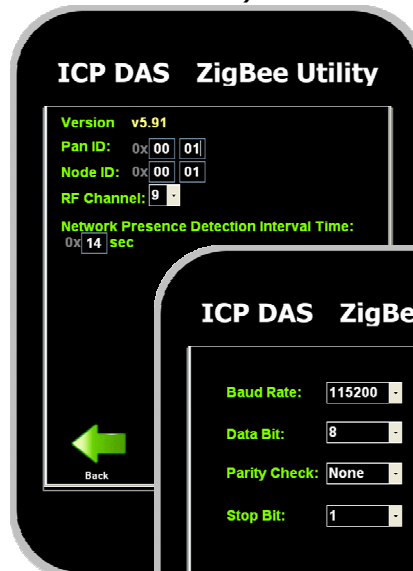 ICP DAS ZigBee Utility
Version v5.91
Pan ID: 0x 00 01
Node ID: 0x 00 01
RF Channel: 9
Network Presence Detection Interval Time:
0x 14 sec
Back
ICP DAS ZigBe
Baud Rate: 115200
Data Bit: 8
Parity Check: None
Stop Bit: 1